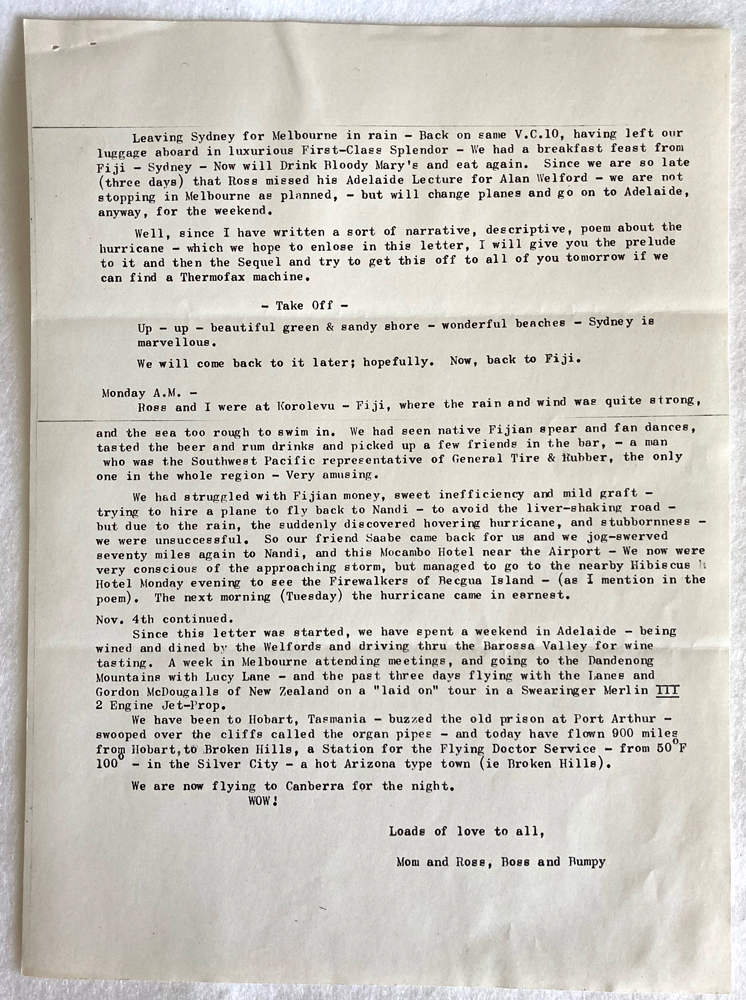 Leaving Sydney for Melbourne in rain - Back on same V.C.10, having left our
luggage aboard in luxurious First-Class Splendor - We had a breakfast feast from
Fiji - Sydney - Now will Drink Bloody Mary's and eat again. Since we are so late
(three days) that Ross missed his Adelaide Lecture for Alan Welford - we are not
stopping in Melbourne as planned, - but will change planes and go on to Adelaide,
anyway, for the weekend.
Well, since I have written a sort of narrative, descriptive, poem about the
hurricane - which we hope to enlose in this letter, I will give you the prelude
to it and then the Sequel and try to get this off to all of you tomorrow if we
can find a Thermofax machine.
- Take Off -
Up - up - beautiful green & sandy shore - wonderful beaches - Sydney is
marvellous.
We will come back to it later; hopefully. Now, back to Fiji.
Monday A.M. -
Ross and I were at Korolevu - Fiji, where the rain and wind was quite strong,
and the sea too rough to swim in. We had seen native Fijian spear and fan dances,
tasted the beer and rum drinks and picked up a few friends in the bar, - a man
who was the Southwest Pacific representative of General Tire & Rubber, the only
one in the whole region - Very amusing.
We had struggled with Fijian money, sweet inefficiency and mild graft -
trying to hire a plane to fly back to Nandi - to avoid the liver-shaking road -
but due to the rain, the suddenly discovered hovering hurricane, and stubbornness -
we were unsuccessful. So our friend Saabe came back for us and we jog-swerved
seventy miles again to Nandi, and this Mocambo Hotel near the Airport - We now were
very conscious of the approaching storm, but managed to go to the nearby Hibiscus
Hotel Monday evening to see the Firewalkers of Becgua Island - (as I mention in the
poem). The next morning (Tuesday) the hurricane came in earnest.
Nov. 4th continued.
Since this letter was started, we have spent a weekend in Adelaide - being
wined and dined by the Welfords and driving thru the Barossa Valley for wine
tasting. A week in Melbourne attending meetings, and going to the Dandenong
Mountains with Lucy Lane - and the past three days flying with the Lanes and
Gordon McDougalls of New Zealand on a "laid on" tour in a Swearinger Merlin III
2 Engine Jet-Prop.
We have been to Hobart, Tasmania - buzzed the old prison at Port Arthur -
swooped over the cliffs called the organ pipes - and today have flown 900 miles
from Hobart, to Broken Hills, a Station for the Flying Doctor Service - from 50°F
100° - in the Silver City - a hot Arizona type town (ie Broken Hills).
We are now flying to Canberra for the night.
WOW!
Loads of love to all,
Mom and Ross, Boss and Bumpy